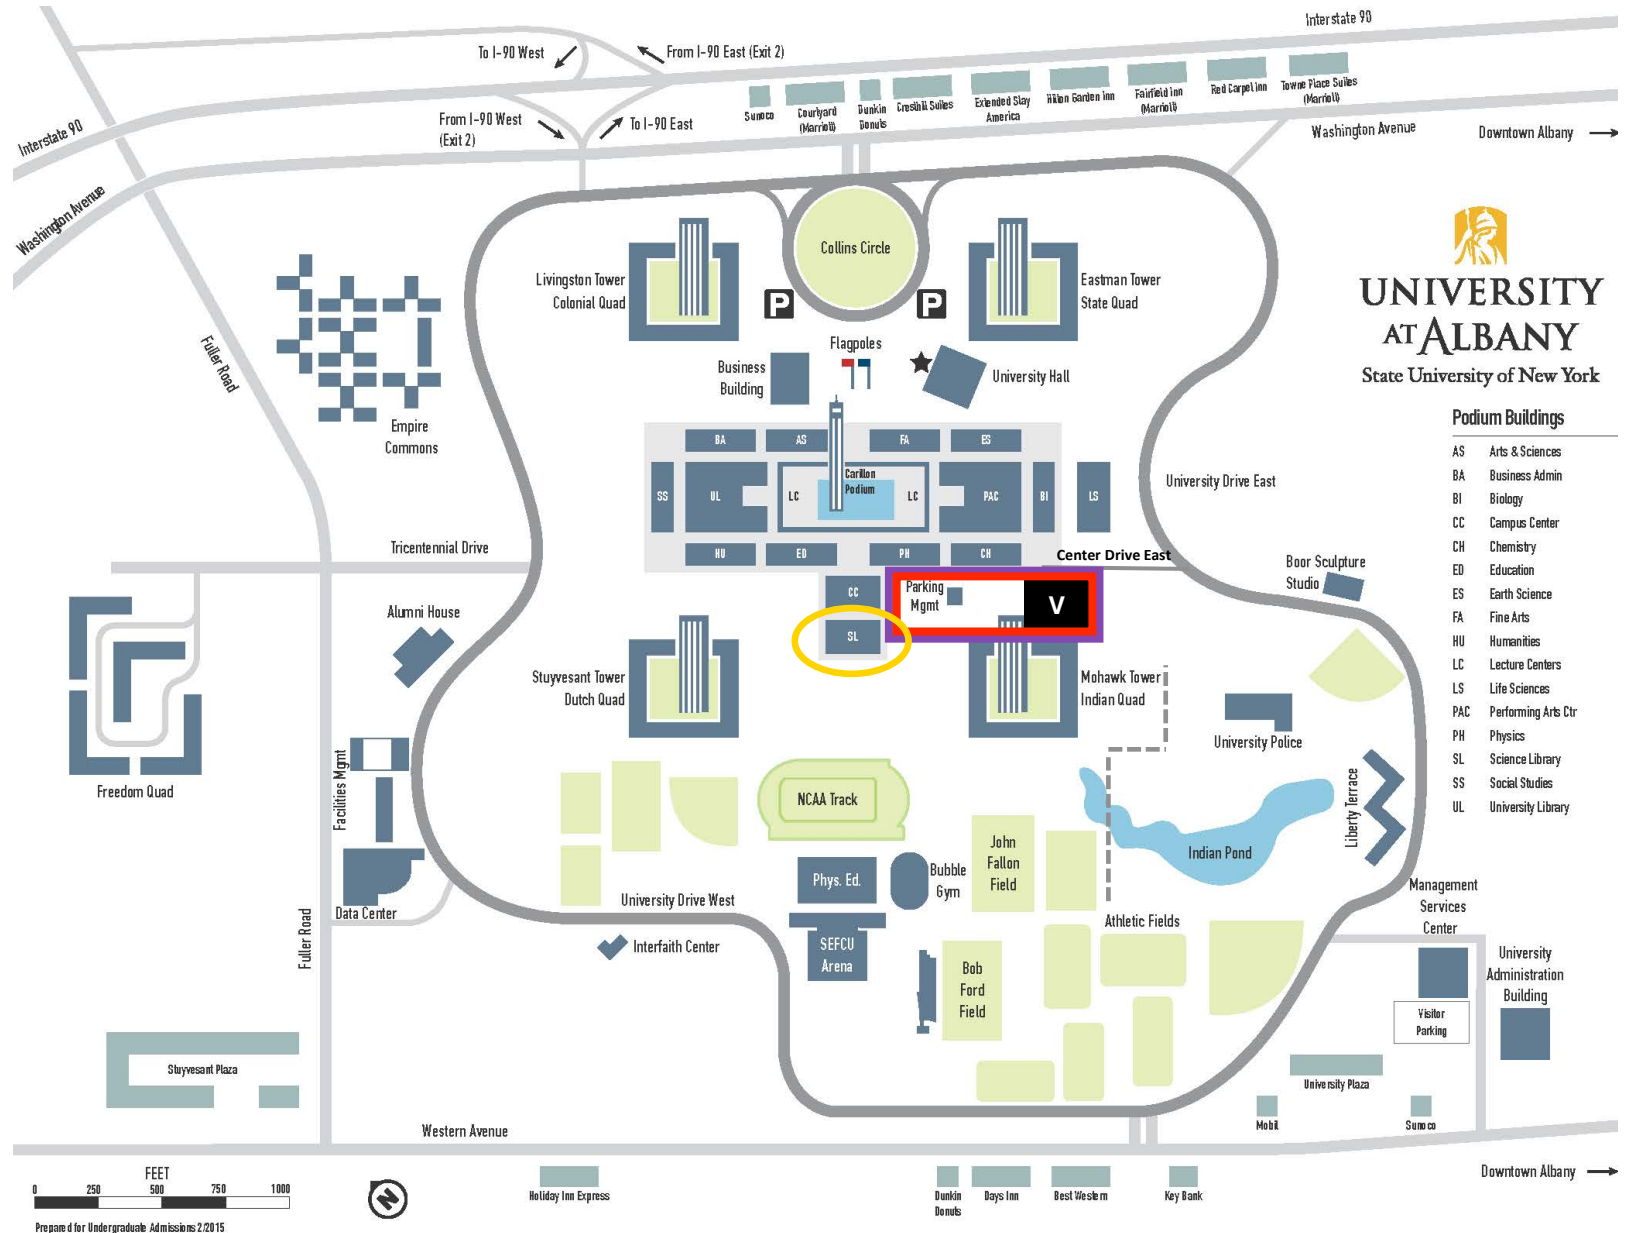 Interstate 90
To I-90 West
From I-90 East (Exit 2)
Sunoco
Courtyard
(Marriott)
Dunkin
Donuts
Cresthill Suites
Extended Stay
America
Hilton Garden Inn
Fairfield Inn
(Marriott)
Red Carpet Inn
Towne Place Suites
(Marriott)
From I-90 West
(Exit 2)
To I-90 East
Interstate 90
Washington Avenue
Downtown Albany
Washington Avenue
Collins Circle
Livingston Tower
Colonial Quad
Eastman Tower
State Quad
P
P
UNIVERSITY
AT ALBANY
State University of New York
Fuller Road
Flagpoles
Business
Building
University Hall
Empire
Commons
BA
AS
FA
ES
Carillon
Podium
SS
UL
LC
LC
PAC
BI
LS
University Drive East
HU
ED
PH
CH
Tricentennial Drive
Center Drive East
Boor Sculpture
Studio
CC
Parking
Mgmt
V
SL
Alumni House
Stuyvesant Tower
Dutch Quad
Mohawk Tower
Indian Quad
University Police
Podium Buildings
AS Arts & Sciences
BA Business Admin
BI Biology
CC Campus Center
CH Chemistry
ED Education
ES Earth Science
FA Fine Arts
HU Humanities
LC Lecture Centers
LS Life Sciences
PAC Performing Arts Ctr
PH Physics
SL Science Library
SS Social Studies
UL University Library
Freedom Quad
Facilities Mgmt
NCAA Track
Liberty Terrace
John
Fallon
Field
Indian Pond
Phys. Ed.
Bubble
Gym
Data Center
University Drive West
Athletic Fields
Management
Services
Center
Fuller Road
Interfaith Center
SEFCU
Arena
Bob
Ford
Field
University
Administration
Building
Visitor
Parking
Stuyvesant Plaza
University Plaza
Mobil
Sunoco
Western Avenue
FEET
0 250 500 750 1000
N
Holiday Inn Express
Dunkin
Donuts
Days Inn
Best Western
Key Bank
Downtown Albany
Prepared for Undergraduate Admissions 2/2015